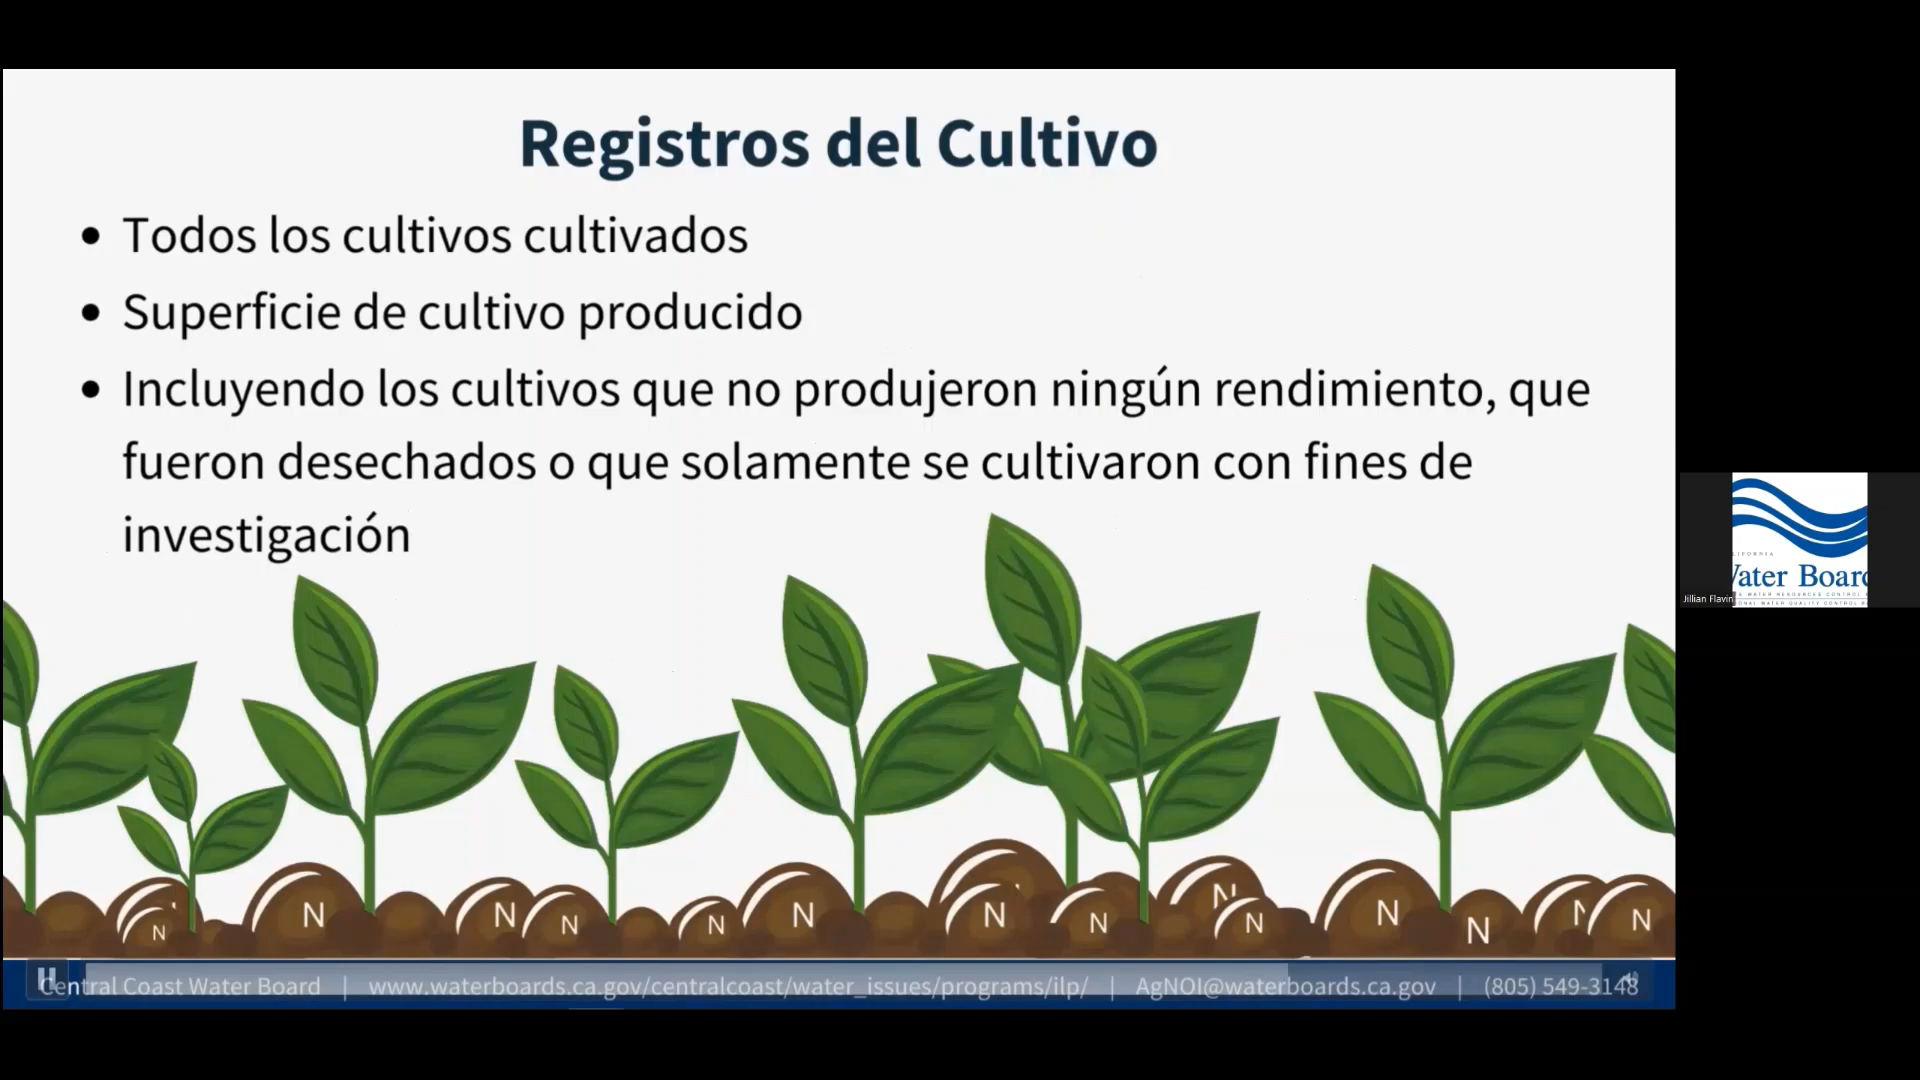 Registros del Cultivo
• Todos los cultivos cultivados
• Superficie de cultivo producido
• Incluyendo los cultivos que no produjeron ningún rendimiento, que
fueron desechados o que solamente se cultivaron con fines de
investigación
Jillian Flavin
Water Board
N N N N N N N N N N N N N N
Central Coast Water Board | www.waterboards.ca.gov/centralcoast/water_issues/programs/ilp/ | AgNOI@waterboards.ca.gov | (805) 549-3148